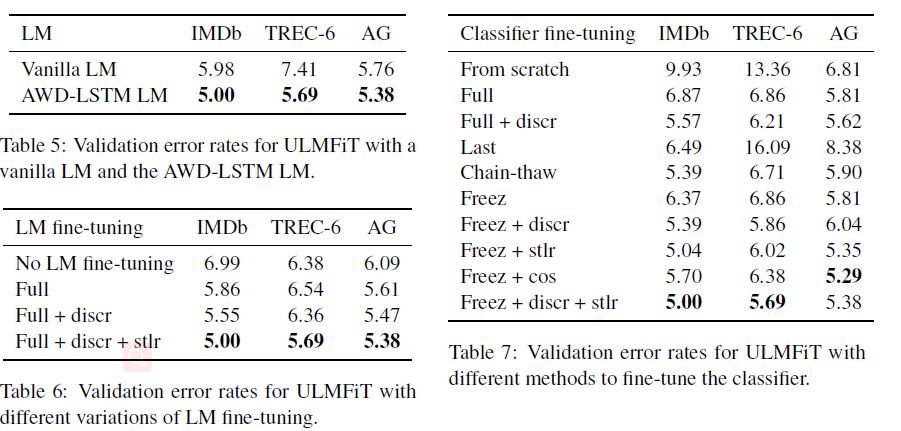 LM IMDb TREC-6 AG
Vanilla LM 5.98 7.41 5.76
AWD-LSTM LM 5.00 5.69 5.38
Table 5: Validation error rates for ULMFiT with a
vanilla LM and the AWD-LSTM LM.
LM fine-tuning IMDb TREC-6 AG
No LM fine-tuning 6.99 6.38 6.09
Full 5.86 6.54 5.61
Full + discr 5.55 6.36 5.47
Full + discr + stlr 5.00 5.69 5.38
Table 6: Validation error rates for ULMFiT with
different variations of LM fine-tuning.
Classifier fine-tuning IMDb TREC-6 AG
From scratch 9.93 13.36 6.81
Full 6.87 6.86 5.81
Full + discr 5.57 6.21 5.62
Last 6.49 16.09 8.38
Chain-thaw 5.39 6.71 5.90
Freez 6.37 6.86 5.81
Freez + discr 5.39 5.86 6.04
Freez + stlr 5.04 6.02 5.35
Freez + cos 5.70 6.38 5.29
Freez + discr + stlr 5.00 5.69 5.38
Table 7: Validation error rates for ULMFiT with
different methods to fine-tune the classifier.